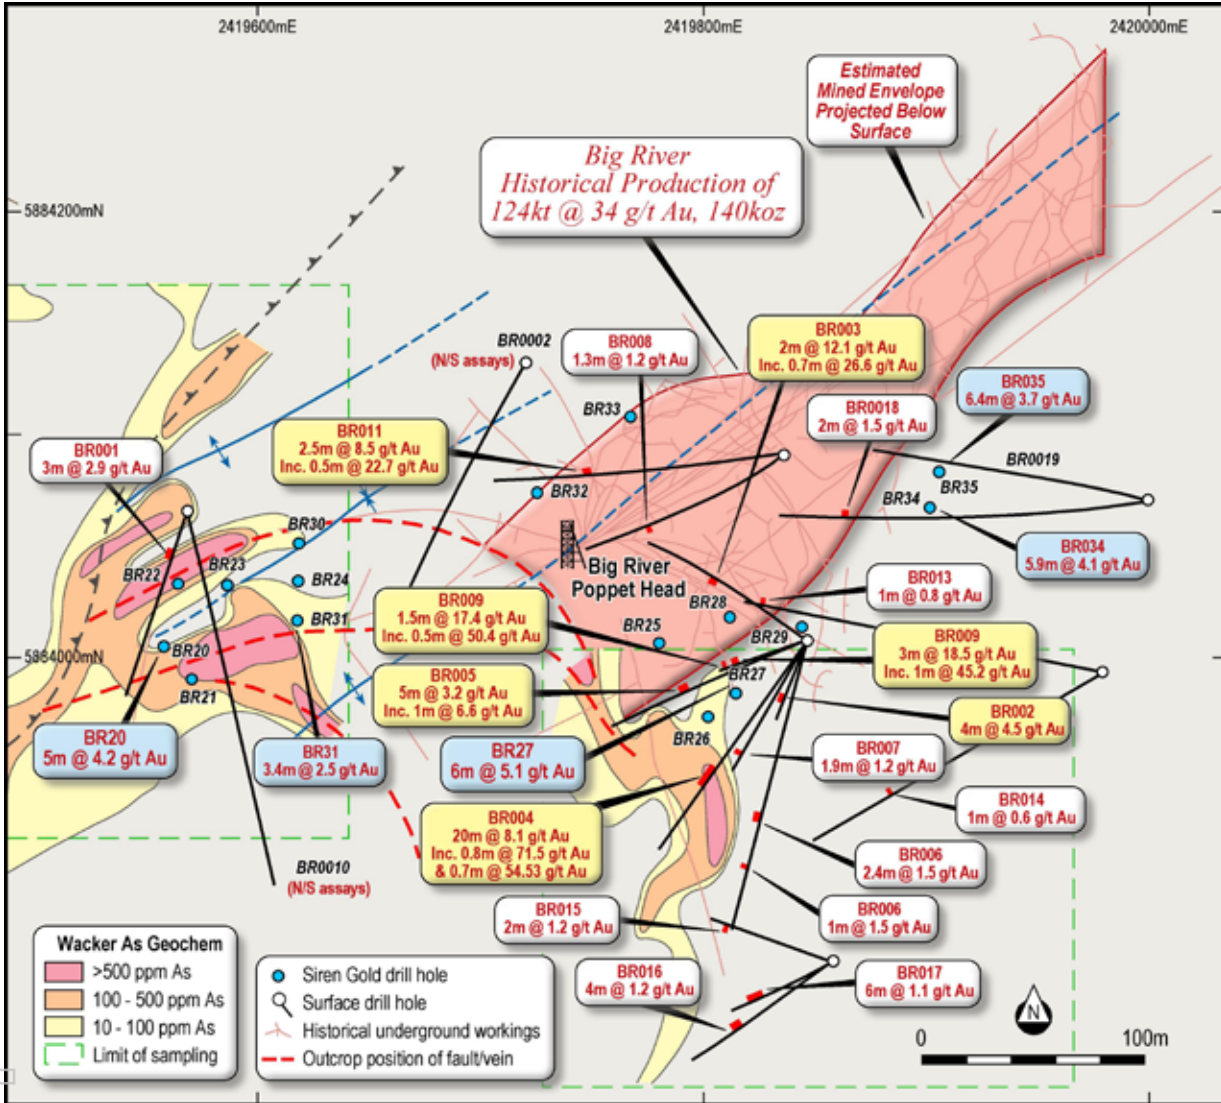 2419600mE
2419800mE
2420000mE
Estimated
Mined Envelope
Projected Below
Surface
Big River
Historical Production of
124kt @ 34 g/t Au, 140koz
5884200mN
BR0002
(N/S assays)
BR008
1.3m @ 1.2 g/t Au
BR003
2m @ 12.1 g/t Au
Inc. 0.7m @ 26.6 g/t Au
BR035
6.4m @ 3.7 g/t Au
BR33
BR0018
2m @ 1.5 g/t Au
BR001
3m @ 2.9 g/t Au
BR011
2.5m @ 8.5 g/t Au
Inc. 0.5m @ 22.7 g/t Au
BR0019
BR32
BR34
BR35
BR30
BR034
5.9m @ 4.1 g/t Au
Big River
Poppet Head
BR22
BR23
BR24
BR013
1m @ 0.8 g/t Au
BR009
1.5m @ 17.4 g/t Au
Inc. 0.5m @ 50.4 g/t Au
BR28
BR31
BR25
BR29
BR009
3m @ 18.5 g/t Au
Inc. 1m @ 45.2 g/t Au
5884000mN
BR20
BR21
BR005
5m @ 3.2 g/t Au
Inc. 1m @ 6.6 g/t Au
BR27
BR002
4m @ 4.5 g/t Au
BR26
BR20
5m @ 4.2 g/t Au
BR31
3.4m @ 2.5 g/t Au
BR27
6m @ 5.1 g/t Au
BR007
1.9m @ 1.2 g/t Au
BR014
1m @ 0.6 g/t Au
BR004
20m @ 8.1 g/t Au
Inc. 0.8m @ 71.5 g/t Au
& 0.7m @ 54.53 g/t Au
BR006
2.4m @ 1.5 g/t Au
BR0010
(N/S assays)
BR015
2m @ 1.2 g/t Au
BR006
1m @ 1.5 g/t Au
BR016
4m @ 1.2 g/t Au
BR017
6m @ 1.1 g/t Au
Wacker As Geochem
>500 ppm As
100 - 500 ppm As
10 - 100 ppm As
Limit of sampling
Siren Gold drill hole
Surface drill hole
Historical underground workings
Outcrop position of fault/vein
N
0
100m